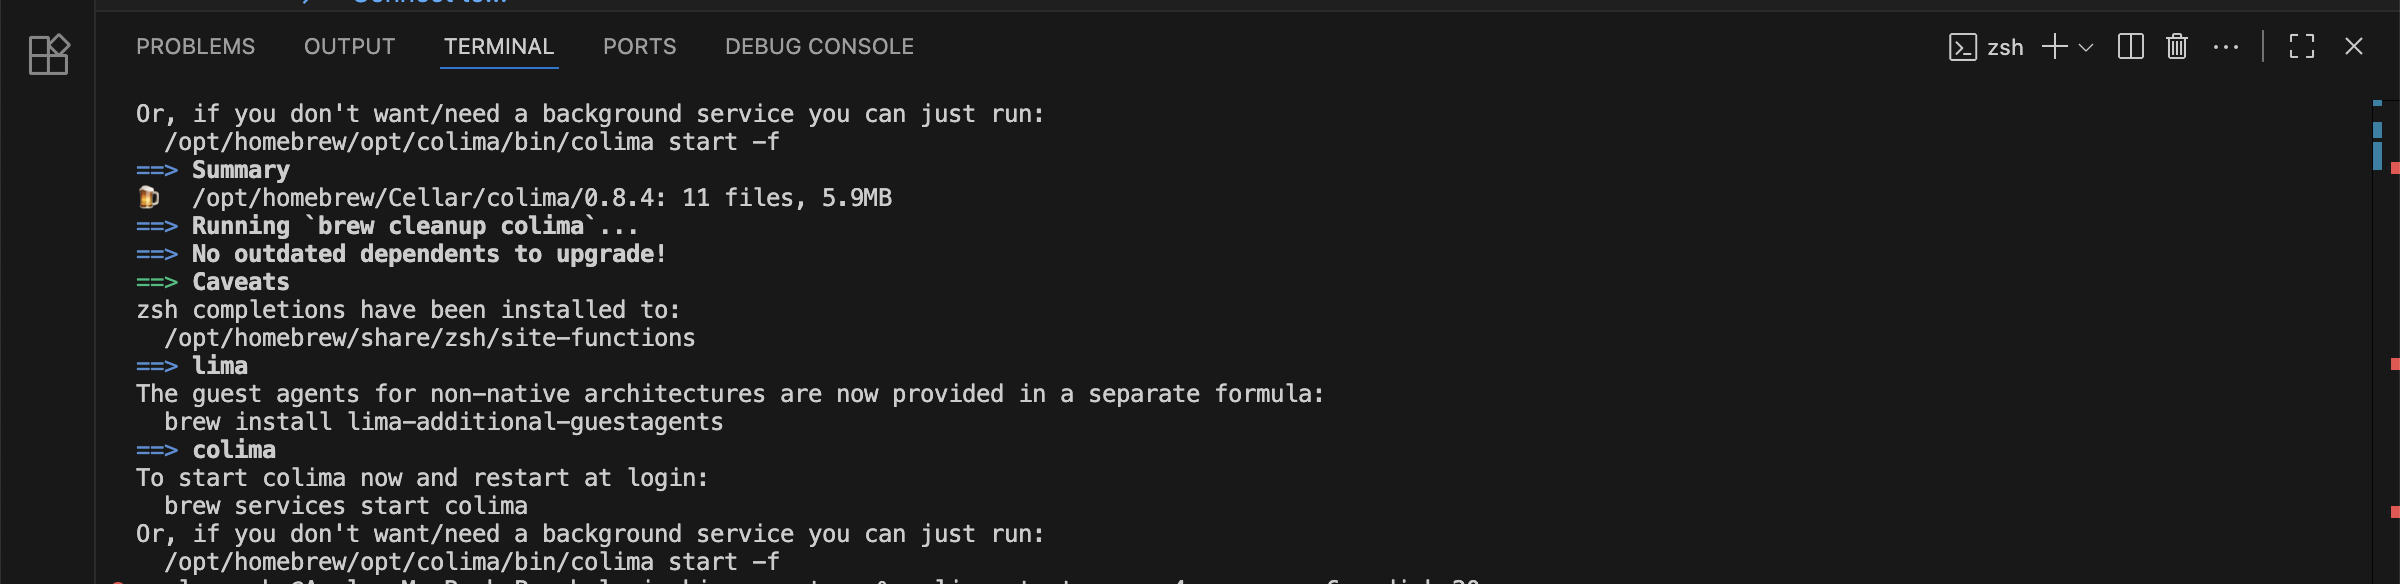 PROBLEMS OUTPUT TERMINAL PORTS DEBUG CONSOLE zsh
Or, if you don't want/need a background service you can just run:
/opt/homebrew/opt/colima/bin/colima start -f
==> Summary
🍺 /opt/homebrew/Cellar/colima/0.8.4: 11 files, 5.9MB
==> Running `brew cleanup colima`...
==> No outdated dependents to upgrade!
==> Caveats
zsh completions have been installed to:
/opt/homebrew/share/zsh/site-functions
==> lima
The guest agents for non-native architectures are now provided in a separate formula:
brew install lima-additional-guestagents
==> colima
To start colima now and restart at login:
brew services start colima
Or, if you don't want/need a background service you can just run:
/opt/homebrew/opt/colima/bin/colima start -f